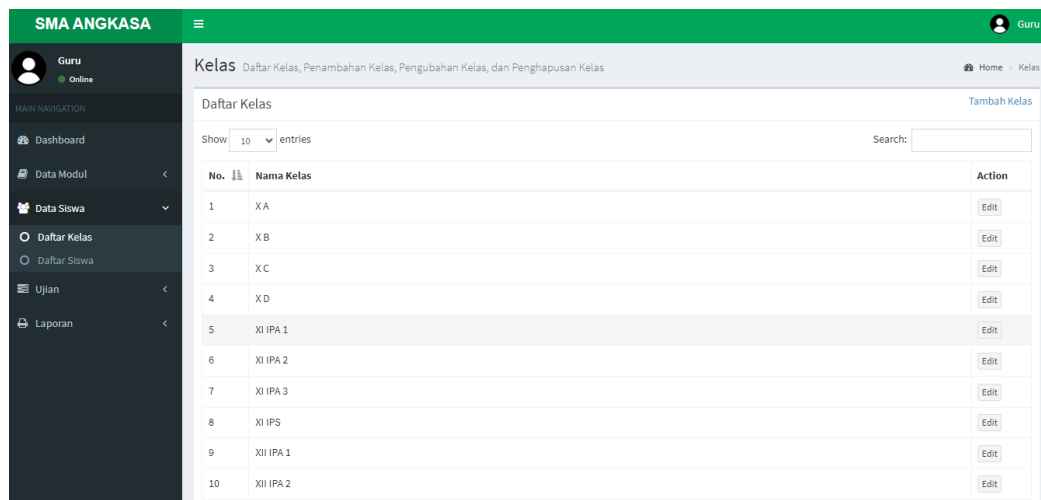 SMA ANGKASA
Guru
Guru
Online
MAIN NAVIGATION
Dashboard
Data Modul
Data Siswa
Daftar Kelas
Daftar Siswa
Ujian
Laporan
Kelas Daftar Kelas, Penambahan Kelas, Pengubahan Kelas, dan Penghapusan Kelas
Home > Kelas
Daftar Kelas
Tambah Kelas
Show 10 entries
Search:
No. Nama Kelas Action
1 X A Edit
2 X B Edit
3 X C Edit
4 X D Edit
5 XI IPA 1 Edit
6 XI IPA 2 Edit
7 XI IPA 3 Edit
8 XI IPS Edit
9 XII IPA 1 Edit
10 XII IPA 2 Edit